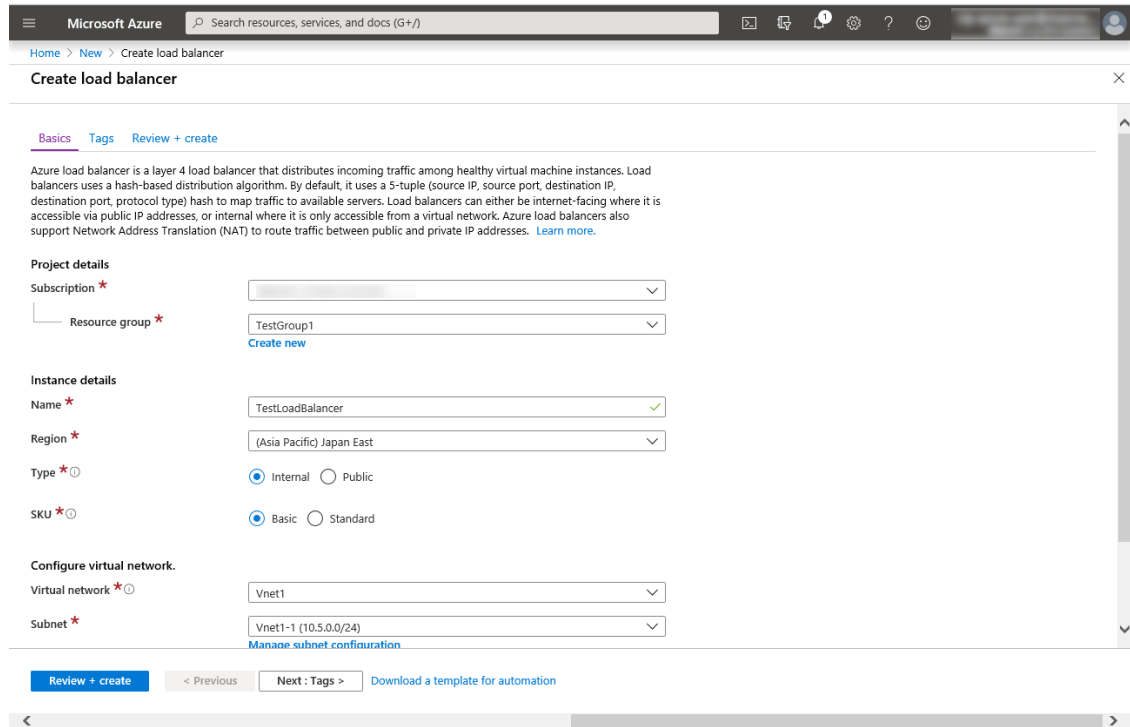 Microsoft Azure
Search resources, services, and docs (G+/)
1
Home > New > Create load balancer
Create load balancer
Basics Tags Review + create
Azure load balancer is a layer 4 load balancer that distributes incoming traffic among healthy virtual machine instances. Load
balancers uses a hash-based distribution algorithm. By default, it uses a 5-tuple (source IP, source port, destination IP,
destination port, protocol type) hash to map traffic to available servers. Load balancers can either be internet-facing where it is
accessible via public IP addresses, or internal where it is only accessible from a virtual network. Azure load balancers also
support Network Address Translation (NAT) to route traffic between public and private IP addresses. Learn more.
Project details
Subscription *
Resource group * TestGroup1
Create new
Instance details
Name * TestLoadBalancer
Region * (Asia Pacific) Japan East
Type * Internal Public
SKU * Basic Standard
Configure virtual network.
Virtual network * Vnet1
Subnet * Vnet1-1 (10.5.0.0/24)
Manage subnet configuration
Review + create < Previous Next : Tags > Download a template for automation